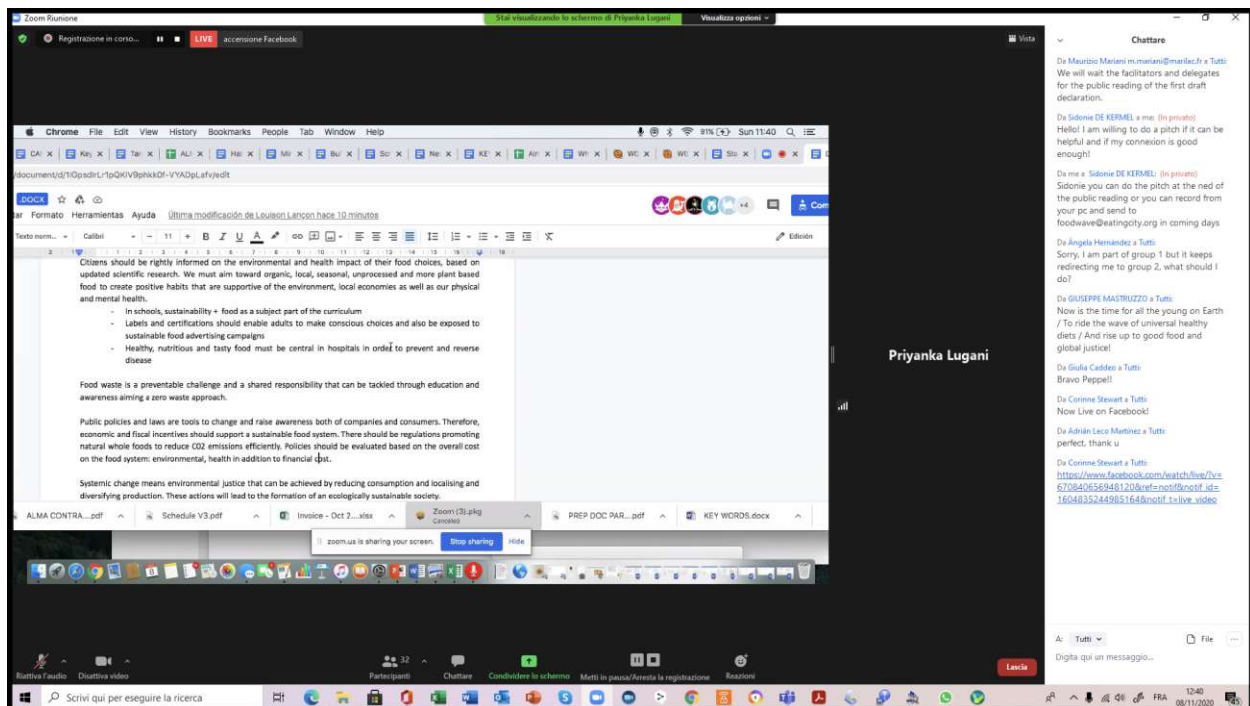 Zoom Riunione
Stai visualizzando lo schermo di Priyanka Lugani
Visualizza opzioni
Registrazione in corso...
LIVE
accensione Facebook
Vista
Chrome File Edit View History Bookmarks People Tab Window Help
91%
Sun 11:40
.DOCX
Formato Herramientas Ayuda Última modificación de Louison Lançon hace 10 minutos
Calibri
11
Edición
Citizens should be rightly informed on the environmental and health impact of their food choices, based on
updated scientific research. We must aim toward organic, local, seasonal, unprocessed and more plant based
food to create positive habits that are supportive of the environment, local economies as well as our physical
and mental health.
- In schools, sustainability + food as a subject part of the curriculum
- Labels and certifications should enable adults to make conscious choices and also be exposed to
sustainable food advertising campaigns
- Healthy, nutritious and tasty food must be central in hospitals in order to prevent and reverse
disease
Food waste is a preventable challenge and a shared responsibility that can be tackled through education and
awareness aiming a zero waste approach.
Public policies and laws are tools to change and raise awareness both of companies and consumers. Therefore,
economic and fiscal incentives should support a sustainable food system. There should be regulations promoting
natural whole foods to reduce CO2 emissions efficiently. Policies should be evaluated based on the overall cost
on the food system: environmental, health in addition to financial cost.
Systemic change means environmental justice that can be achieved by reducing consumption and localising and
diversifying production. These actions will lead to the formation of an ecologically sustainable society.
ALMA CONTRA....pdf
Schedule V3.pdf
Invoice - Oct 2....xlsx
Zoom (3).pkg
Canceled
PREP DOC PAR....pdf
KEY WORDS.docx
zoom.us is sharing your screen.
Stop sharing
Hide
Priyanka Lugani
Chattare
Da Maurizio Mariani m.mariani@marilac.fr a Tutti:
We will wait the facilitators and delegates
for the public reading of the first draft
declaration.
Da Sidonie DE KERMEL a me: (In privato)
Hello! I am willing to do a pitch if it can be
helpful and if my connexion is good
enough!
Da me a Sidonie DE KERMEL: (In privato)
Sidonie you can do the pitch at the ned of
the public reading or you can record from
your pc and send to
foodwave@eatingcity.org in coming days
Da Ángela Hernández a Tutti:
Sorry, I am part of group 1 but it keeps
redirecting me to group 2, what should I
do?
Da GIUSEPPE MASTRUZZO a Tutti:
Now is the time for all the young on Earth
/ To ride the wave of universal healthy
diets / And rise up to good food and
global justice!
Da Giulia Caddeo a Tutti:
Bravo Peppe!!
Da Corinne Stewart a Tutti:
Now Live on Facebook!
Da Adrián Leco Martínez a Tutti:
perfect, thank u
Da Corinne Stewart a Tutti:
https://www.facebook.com/watch/live/?v=
670840656948120&ref=notif&notif_id=
1604835244985164&notif_t=live_video
A: Tutti
File
Digita qui un messaggio...
Riattiva l'audio
Disattiva video
32
Partecipanti
Chattare
Condividere lo schermo
Metti in pausa/Arresta la registrazione
Reazioni
Lascia
Scrivi qui per eseguire la ricerca
FRA
12:40
08/11/2020